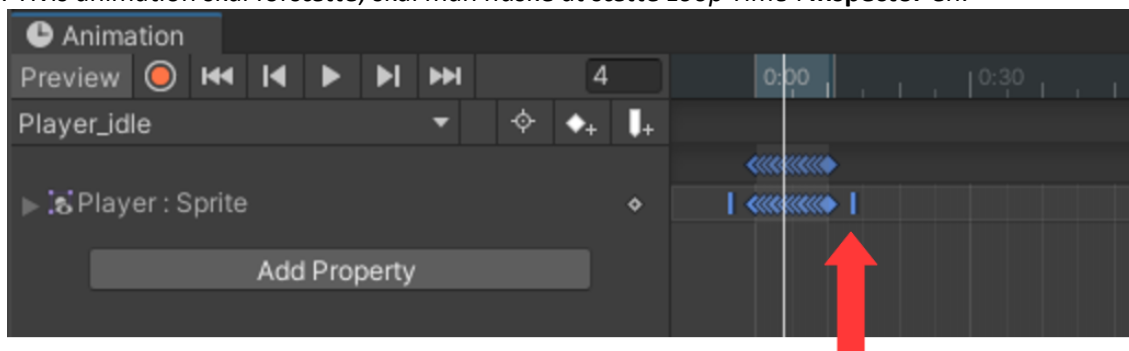 Animation
Preview 4 0:00 0:30
Player_idle
Player : Sprite
Add Property